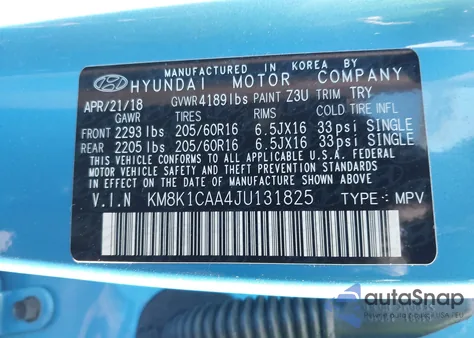 MANUFACTURED IN KOREA BY
HYUNDAI MOTOR COMPANY
APR/21/18 GVWR4189lbs PAINT Z3U TRIM TRY
GAWR TIRES RIMS COLD TIRE INFL
FRONT 2293lbs 205/60R16 6.5JX16 33psi SINGLE
REAR 2205lbs 205/60R16 6.5JX16 33psi SINGLE
THIS VEHICLE CONFORMS TO ALL APPLICABLE U.S.A. FEDERAL
MOTOR VEHICLE SAFETY AND THEFT PREVENTION STANDARDS
IN EFFECT ON THE DATE OF MANUFACTURE SHOWN ABOVE.
V.I.N KM8K1CAA4JU131825 TYPE: MPV
autoSnap